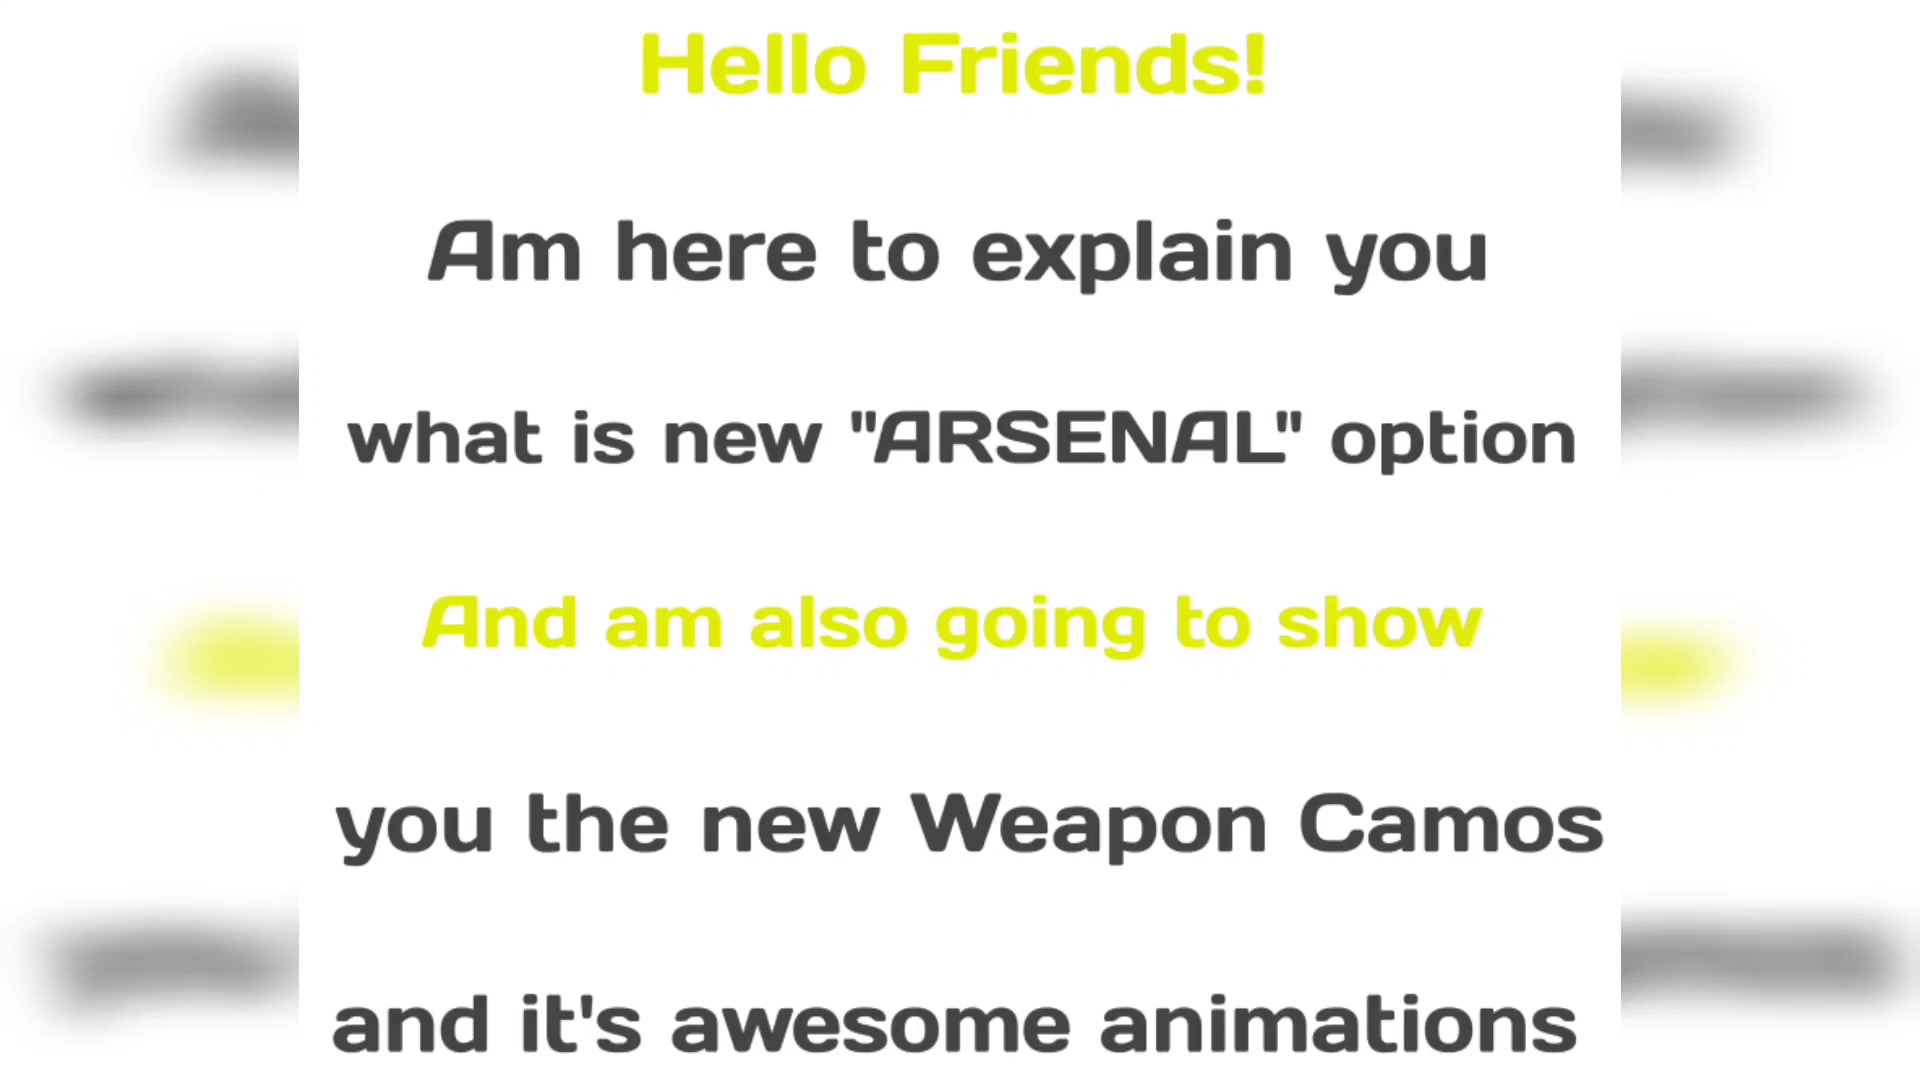 Hello Friends!
Am here to explain you
what is new "ARSENAL" option
And am also going to show
you the new Weapon Camos
and it's awesome animations